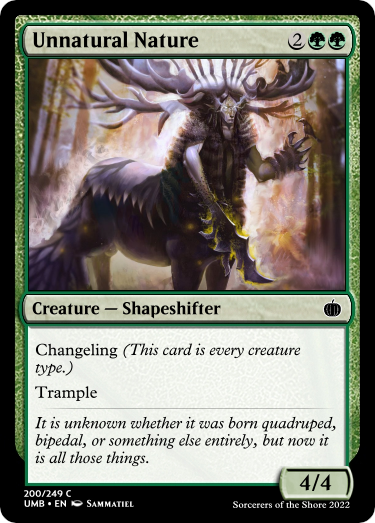 Unnatural Nature 2
Creature — Shapeshifter
Changeling (This card is every creature
type.)
Trample
It is unknown whether it was born quadruped,
bipedal, or something else entirely, but now it
is all those things.
4/4
200/249 C
UMB • EN Sammatiel
Sorcerers of the Shore 2022